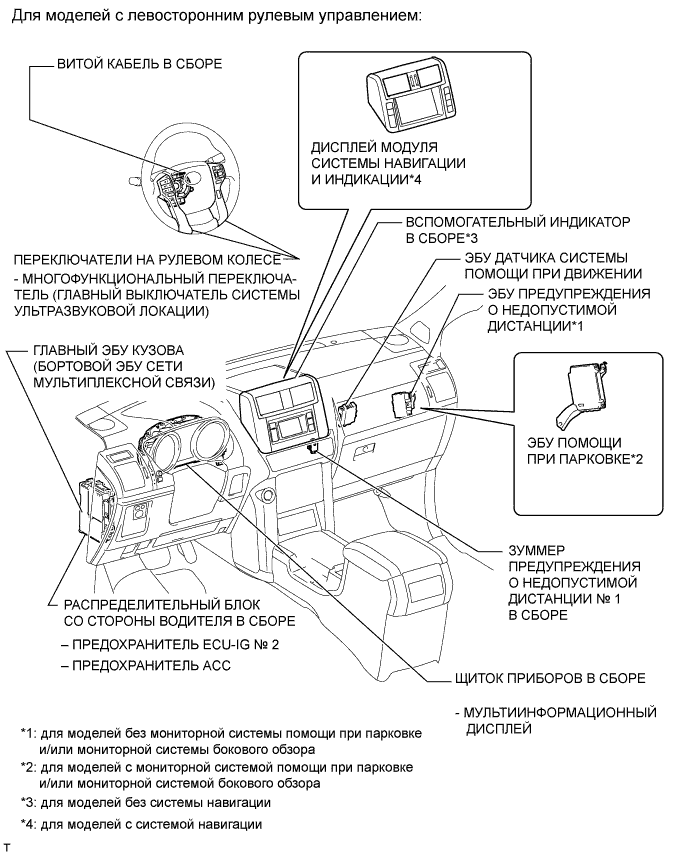 Для моделей с левосторонним рулевым управлением:
ВИТОЙ КАБЕЛЬ В СБОРЕ
ДИСПЛЕЙ МОДУЛЯ
СИСТЕМЫ НАВИГАЦИИ
И ИНДИКАЦИИ*4
ВСПОМОГАТЕЛЬНЫЙ ИНДИКАТОР
В СБОРЕ*3
ПЕРЕКЛЮЧАТЕЛИ НА РУЛЕВОМ КОЛЕСЕ
- МНОГОФУНКЦИОНАЛЬНЫЙ ПЕРЕКЛЮЧА-
ТЕЛЬ (ГЛАВНЫЙ ВЫКЛЮЧАТЕЛЬ СИСТЕМЫ
УЛЬТРАЗВУКОВОЙ ЛОКАЦИИ)
ЭБУ ДАТЧИКА СИСТЕМЫ
ПОМОЩИ ПРИ ДВИЖЕНИИ
ЭБУ ПРЕДУПРЕЖДЕНИЯ
О НЕДОПУСТИМОЙ
ДИСТАНЦИИ*1
ГЛАВНЫЙ ЭБУ КУЗОВА
(БОРТОВОЙ ЭБУ СЕТИ
МУЛЬТИПЛЕКСНОЙ СВЯЗИ)
ЭБУ ПОМОЩИ
ПРИ ПАРКОВКЕ*2
ЗУММЕР
ПРЕДУПРЕЖДЕНИЯ
О НЕДОПУСТИМОЙ
ДИСТАНЦИИ № 1
В СБОРЕ
РАСПРЕДЕЛИТЕЛЬНЫЙ БЛОК
СО СТОРОНЫ ВОДИТЕЛЯ В СБОРЕ
– ПРЕДОХРАНИТЕЛЬ ECU-IG № 2
– ПРЕДОХРАНИТЕЛЬ ACC
ЩИТОК ПРИБОРОВ В СБОРЕ
- МУЛЬТИИНФОРМАЦИОННЫЙ
ДИСПЛЕЙ
*1: для моделей без мониторной системы помощи при парковке
и/или мониторной системы бокового обзора
*2: для моделей с мониторной системой помощи при парковке
и/или мониторной системой бокового обзора
*3: для моделей без системы навигации
*4: для моделей с системой навигации
T